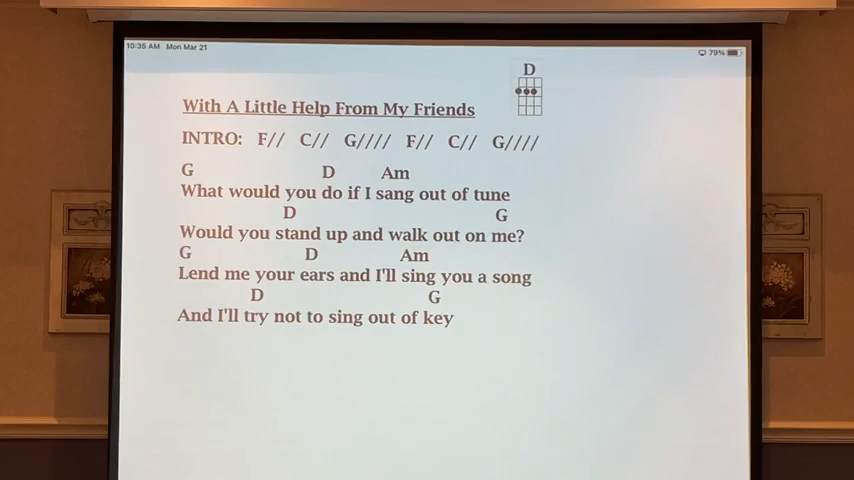 10:35 AM Mon Mar 21
79%
D
With A Little Help From My Friends
INTRO: F// C// G//// F// C// G////
G D Am
What would you do if I sang out of tune
D G
Would you stand up and walk out on me?
G D Am
Lend me your ears and I'll sing you a song
D G
And I'll try not to sing out of key